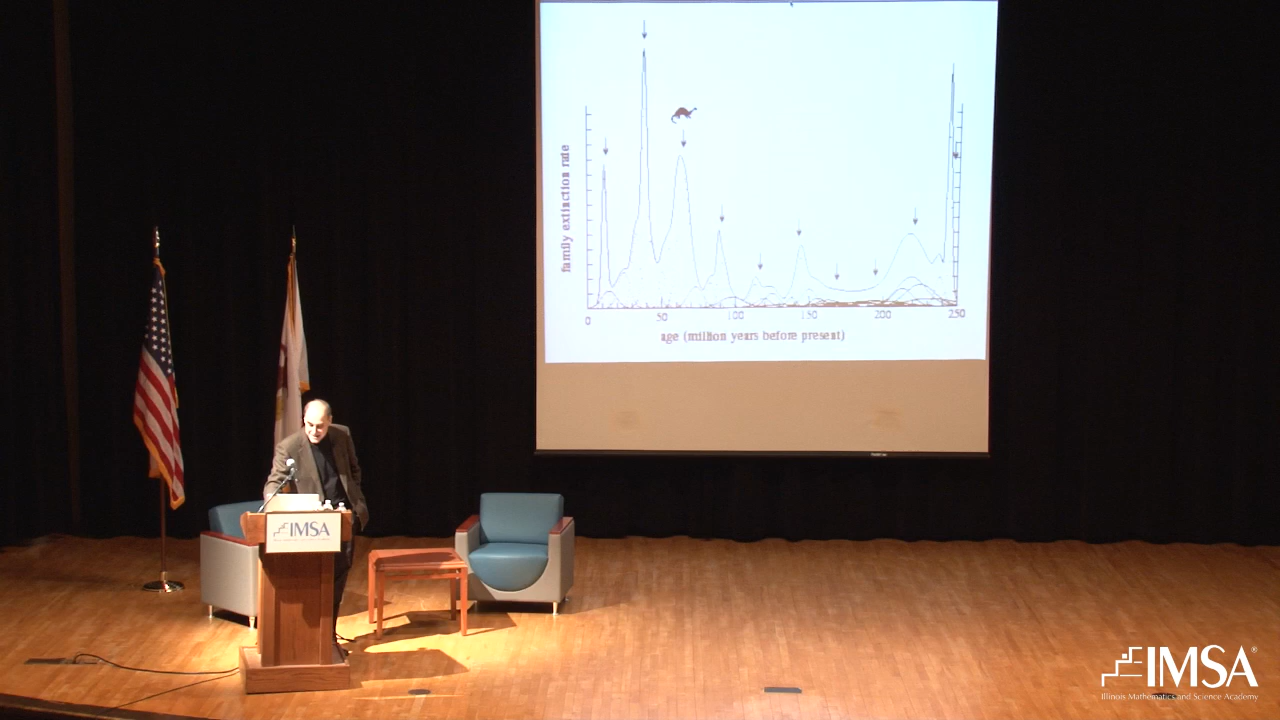 family extinction rate
0 50 100 150 200 250
age (million years before present)
IMSA
IMSA®
Illinois Mathematics and Science Academy